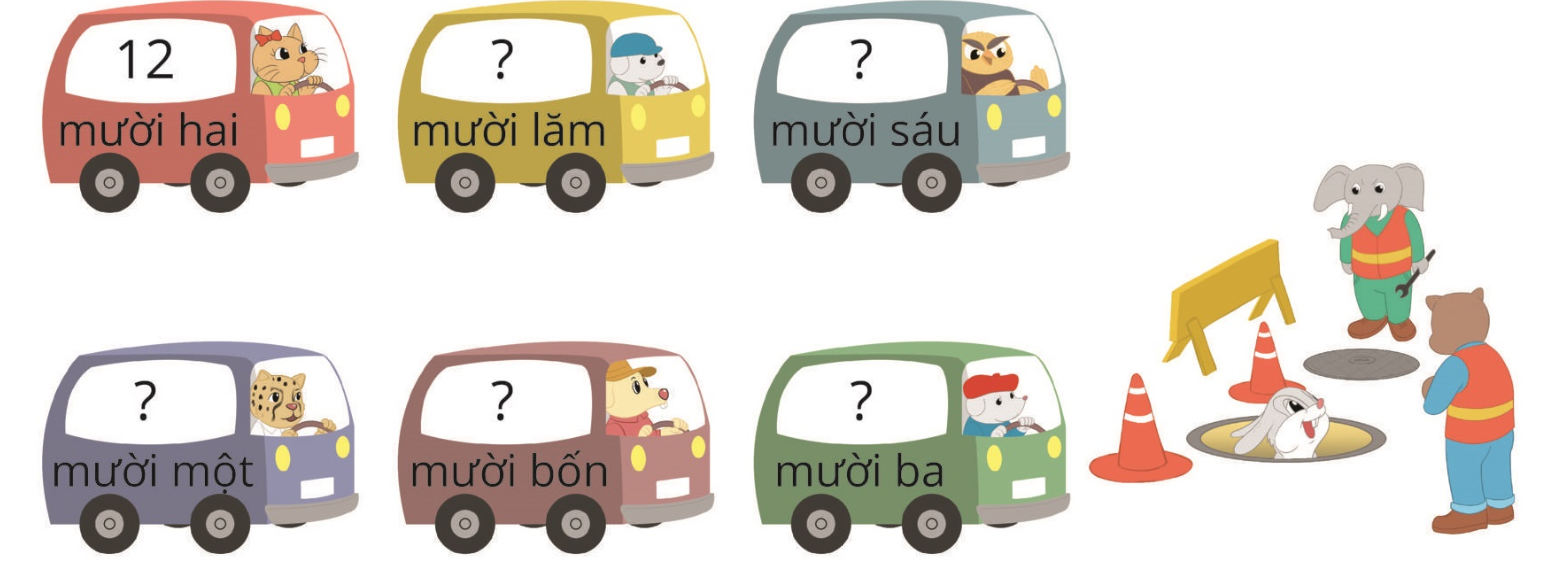 12
mười hai
?
mười lăm
?
mười sáu
?
mười một
?
mười bốn
?
mười ba